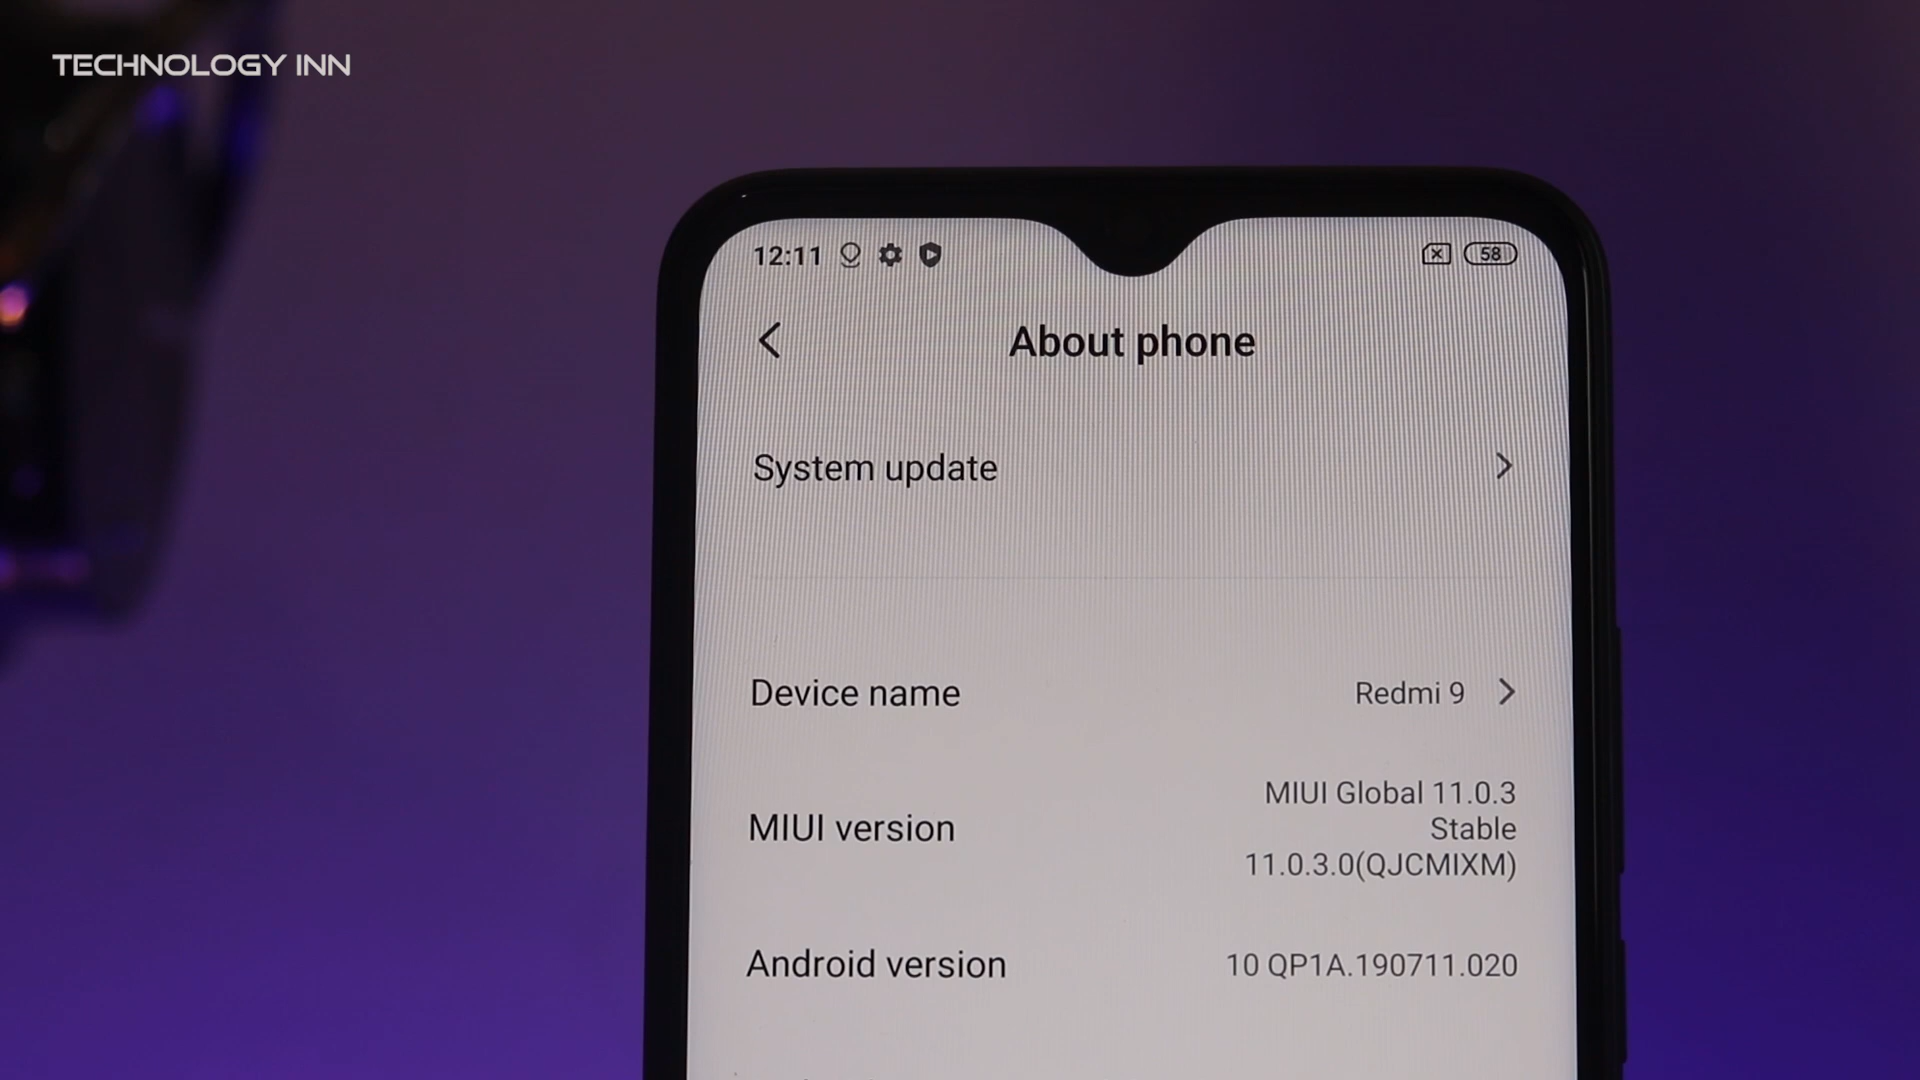 TECHNOLOGY INN
12:11
58
About phone
System update
Device name
Redmi 9
MIUI version
MIUI Global 11.0.3
Stable
11.0.3.0(QJCMIXM)
Android version
10 QP1A.190711.020